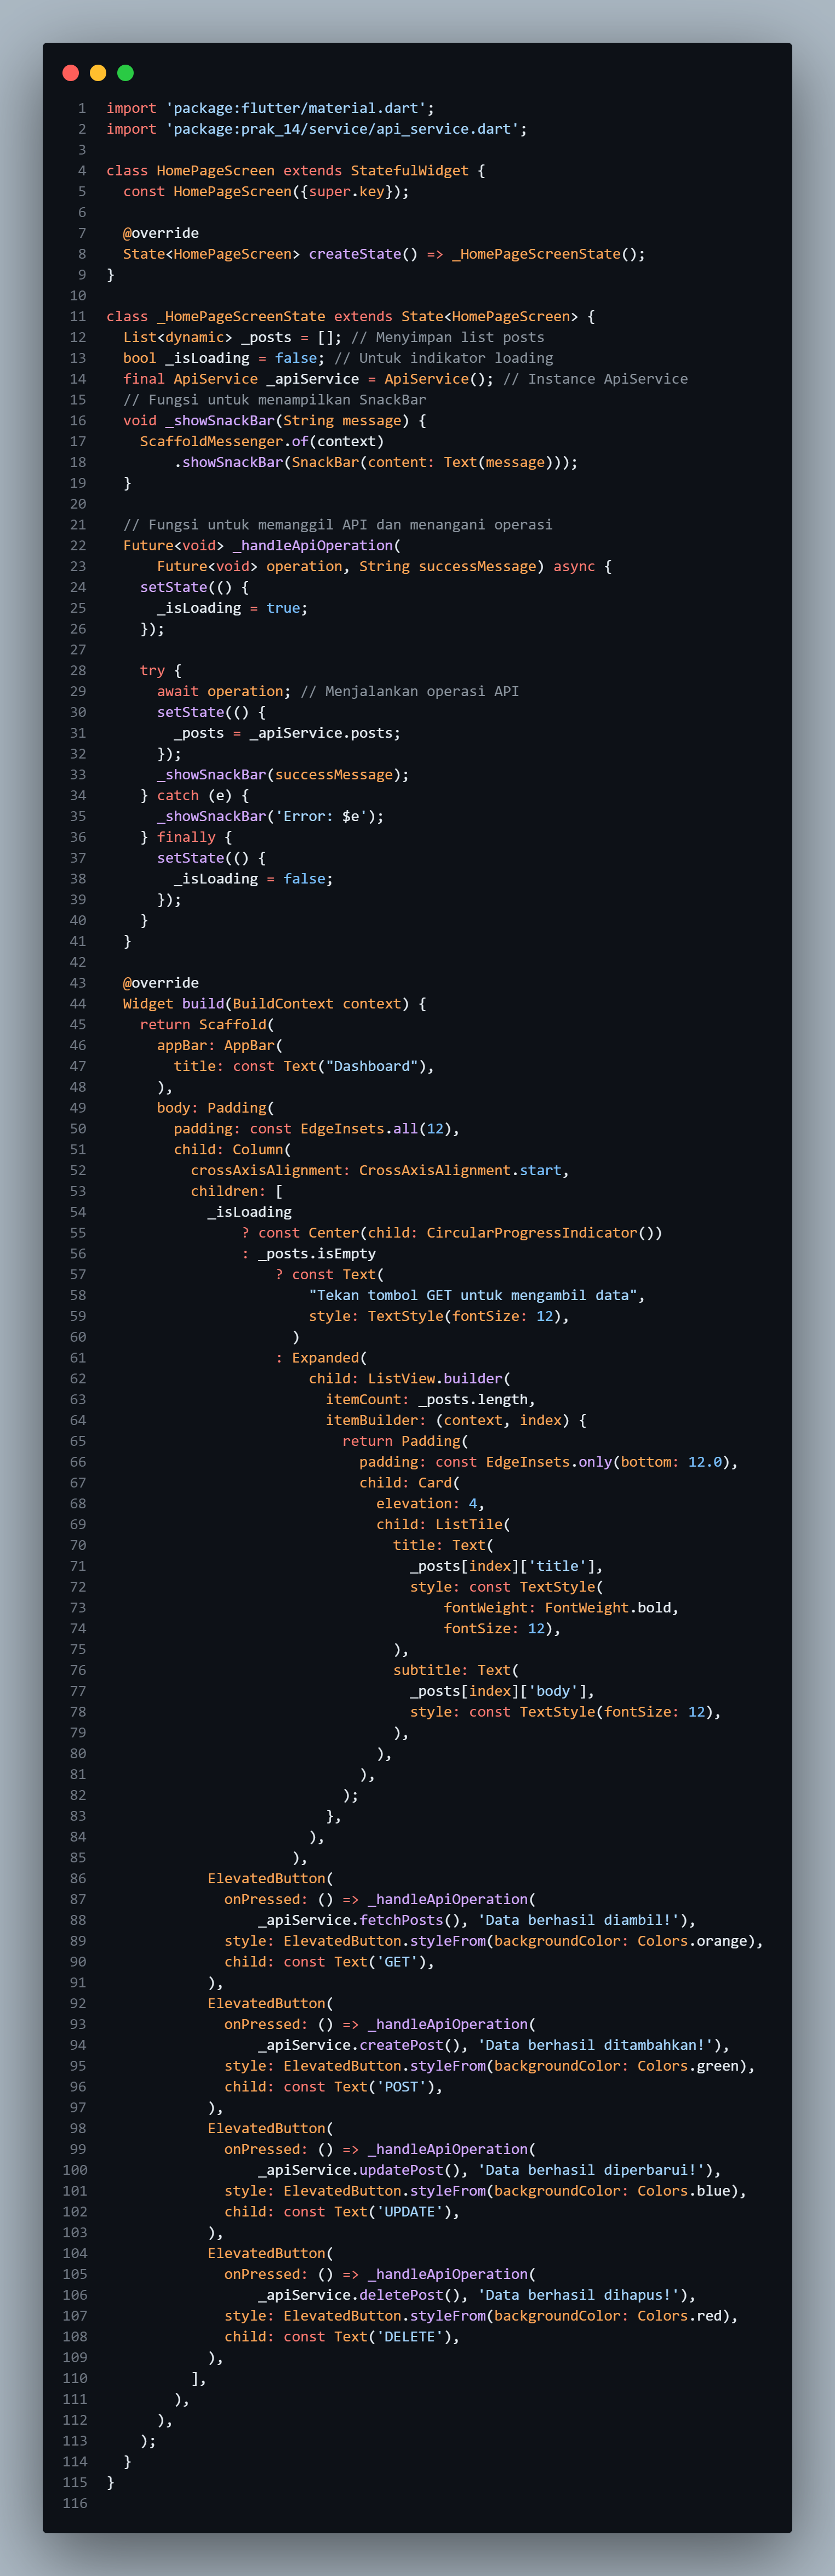 1 import 'package:flutter/material.dart';
2 import 'package:prak_14/service/api_service.dart';
3
4 class HomePageScreen extends StatefulWidget {
5   const HomePageScreen({super.key});
6
7   @override
8   State<HomePageScreen> createState() => _HomePageScreenState();
9 }
10
11 class _HomePageScreenState extends State<HomePageScreen> {
12   List<dynamic> _posts = []; // Menyimpan list posts
13   bool _isLoading = false; // Untuk indikator loading
14   final ApiService _apiService = ApiService(); // Instance ApiService
15   // Fungsi untuk menampilkan SnackBar
16   void _showSnackBar(String message) {
17     ScaffoldMessenger.of(context)
18         .showSnackBar(SnackBar(content: Text(message)));
19   }
20
21   // Fungsi untuk memanggil API dan menangani operasi
22   Future<void> _handleApiOperation(
23       Future<void> operation, String successMessage) async {
24     setState(() {
25       _isLoading = true;
26     });
27
28     try {
29       await operation; // Menjalankan operasi API
30       setState(() {
31         _posts = _apiService.posts;
32       });
33       _showSnackBar(successMessage);
34     } catch (e) {
35       _showSnackBar('Error: $e');
36     } finally {
37       setState(() {
38         _isLoading = false;
39       });
40     }
41   }
42
43   @override
44   Widget build(BuildContext context) {
45     return Scaffold(
46       appBar: AppBar(
47         title: const Text("Dashboard"),
48       ),
49       body: Padding(
50         padding: const EdgeInsets.all(12),
51         child: Column(
52           crossAxisAlignment: CrossAxisAlignment.start,
53           children: [
54             _isLoading
55                 ? const Center(child: CircularProgressIndicator())
56                 : _posts.isEmpty
57                     ? const Text(
58                         "Tekan tombol GET untuk mengambil data",
59                         style: TextStyle(fontSize: 12),
60                       )
61                     : Expanded(
62                         child: ListView.builder(
63                           itemCount: _posts.length,
64                           itemBuilder: (context, index) {
65                             return Padding(
66                               padding: const EdgeInsets.only(bottom: 12.0),
67                               child: Card(
68                                 elevation: 4,
69                                 child: ListTile(
70                                   title: Text(
71                                     _posts[index]['title'],
72                                     style: const TextStyle(
73                                         fontWeight: FontWeight.bold,
74                                         fontSize: 12),
75                                   ),
76                                   subtitle: Text(
77                                     _posts[index]['body'],
78                                     style: const TextStyle(fontSize: 12),
79                                   ),
80                                 ),
81                               ),
82                             );
83                           },
84                         ),
85                       ),
86             ElevatedButton(
87               onPressed: () => _handleApiOperation(
88                   _apiService.fetchPosts(), 'Data berhasil diambil!'),
89               style: ElevatedButton.styleFrom(backgroundColor: Colors.orange),
90               child: const Text('GET'),
91             ),
92             ElevatedButton(
93               onPressed: () => _handleApiOperation(
94                   _apiService.createPost(), 'Data berhasil ditambahkan!'),
95               style: ElevatedButton.styleFrom(backgroundColor: Colors.green),
96               child: const Text('POST'),
97             ),
98             ElevatedButton(
99               onPressed: () => _handleApiOperation(
100                   _apiService.updatePost(), 'Data berhasil diperbarui!'),
101               style: ElevatedButton.styleFrom(backgroundColor: Colors.blue),
102               child: const Text('UPDATE'),
103             ),
104             ElevatedButton(
105               onPressed: () => _handleApiOperation(
106                   _apiService.deletePost(), 'Data berhasil dihapus!'),
107               style: ElevatedButton.styleFrom(backgroundColor: Colors.red),
108               child: const Text('DELETE'),
109             ),
110           ],
111         ),
112       ),
113     );
114   }
115 }
116